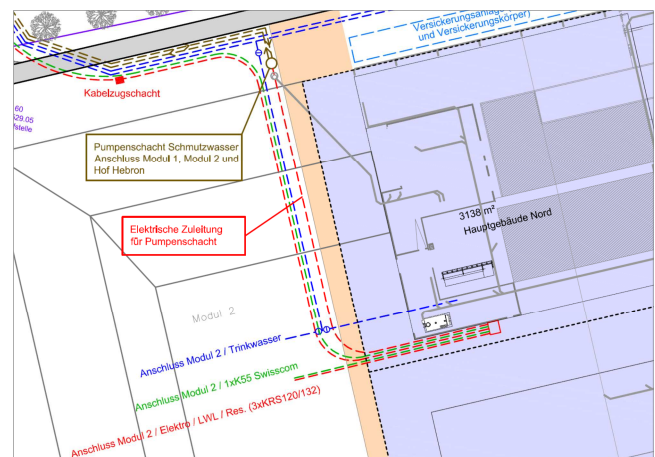 Versickerungsanlag
und Versickerungskörper)
Kabelzugschacht
60
529.05
fstelle
Pumpenschacht Schmutzwasser
Anschluss Modul 1, Modul 2 und
Hof Hebron
3138 m²
Hauptgebäude Nord
Elektrische Zuleitung
für Pumpenschacht
Modul 2
Anschluss Modul 2 / Trinkwasser
Anschluss Modul 2 / 1xK55 Swisscom
Anschluss Modul 2 / Elektro / LWL / Res. (3xKRS120/132)